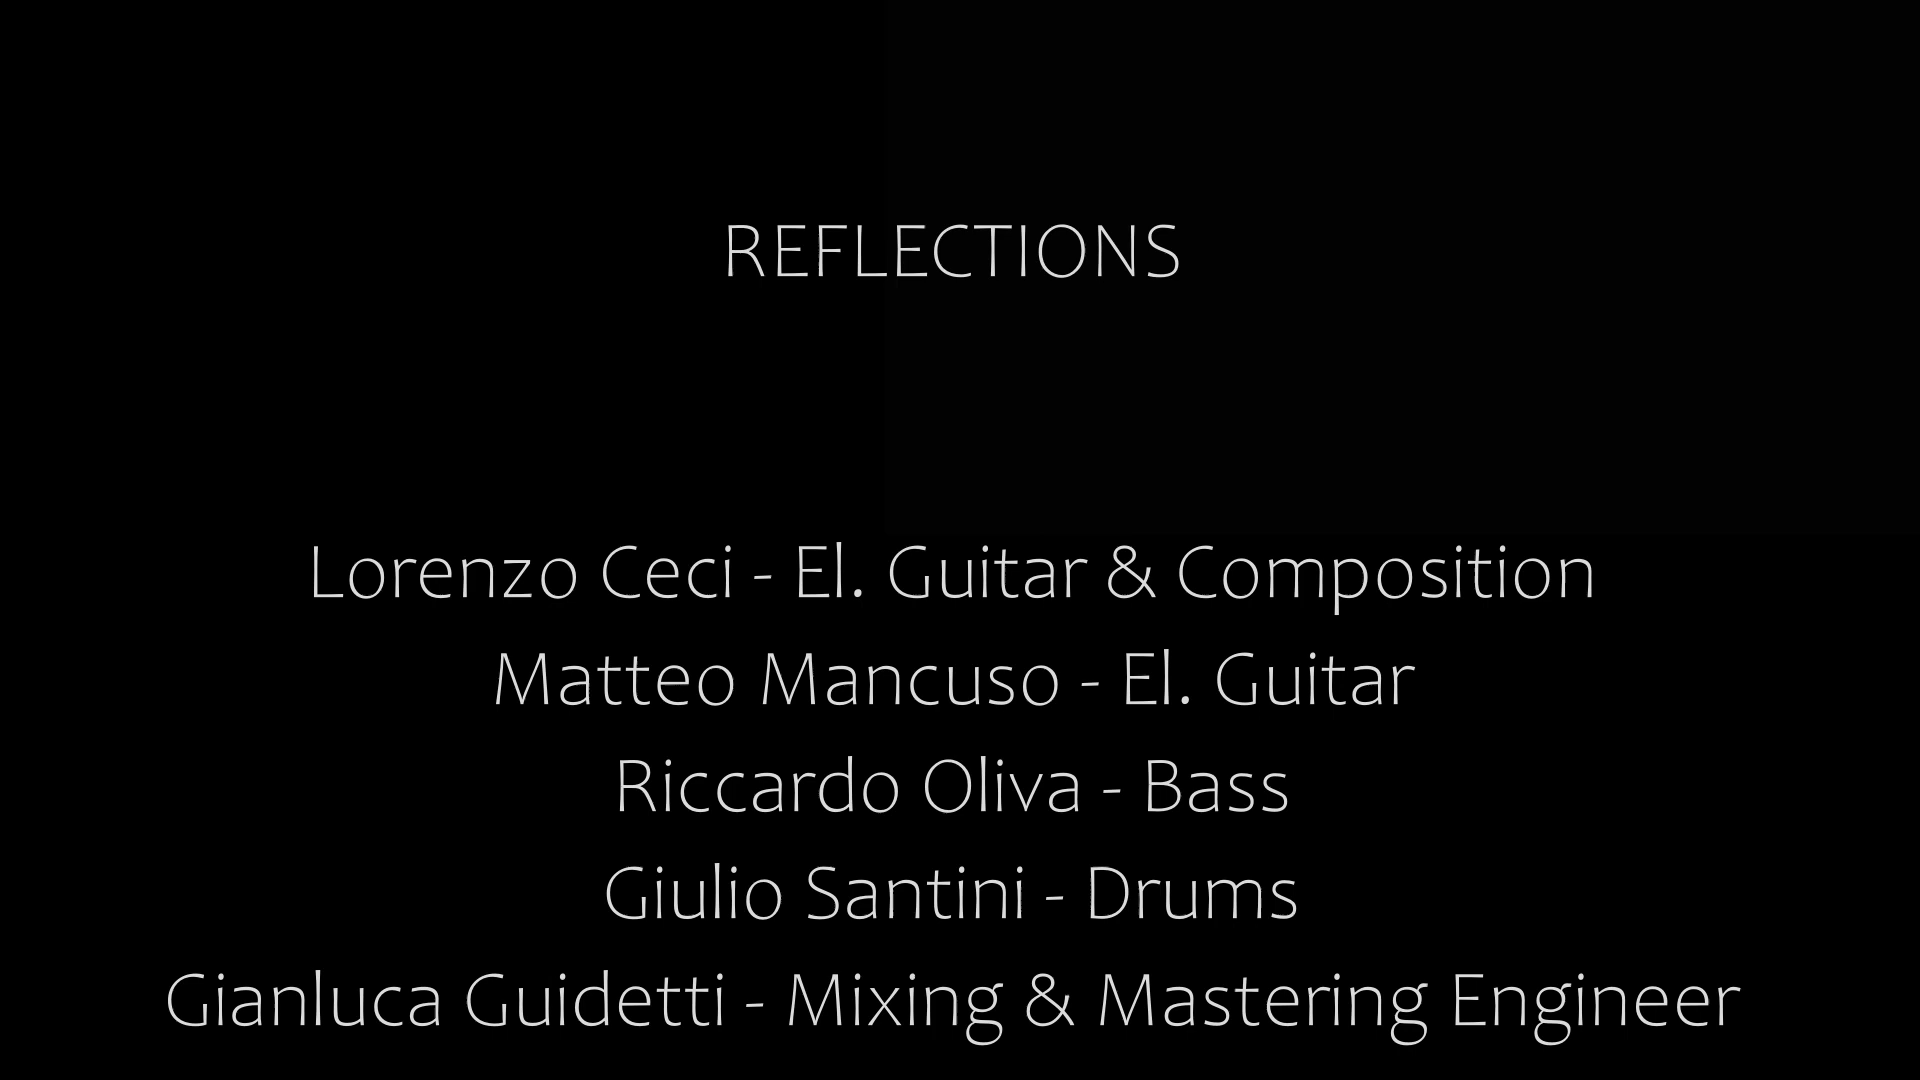 REFLECTIONS
Lorenzo Ceci - El. Guitar & Composition
Matteo Mancuso - El. Guitar
Riccardo Oliva - Bass
Giulio Santini - Drums
Gianluca Guidetti - Mixing & Mastering Engineer